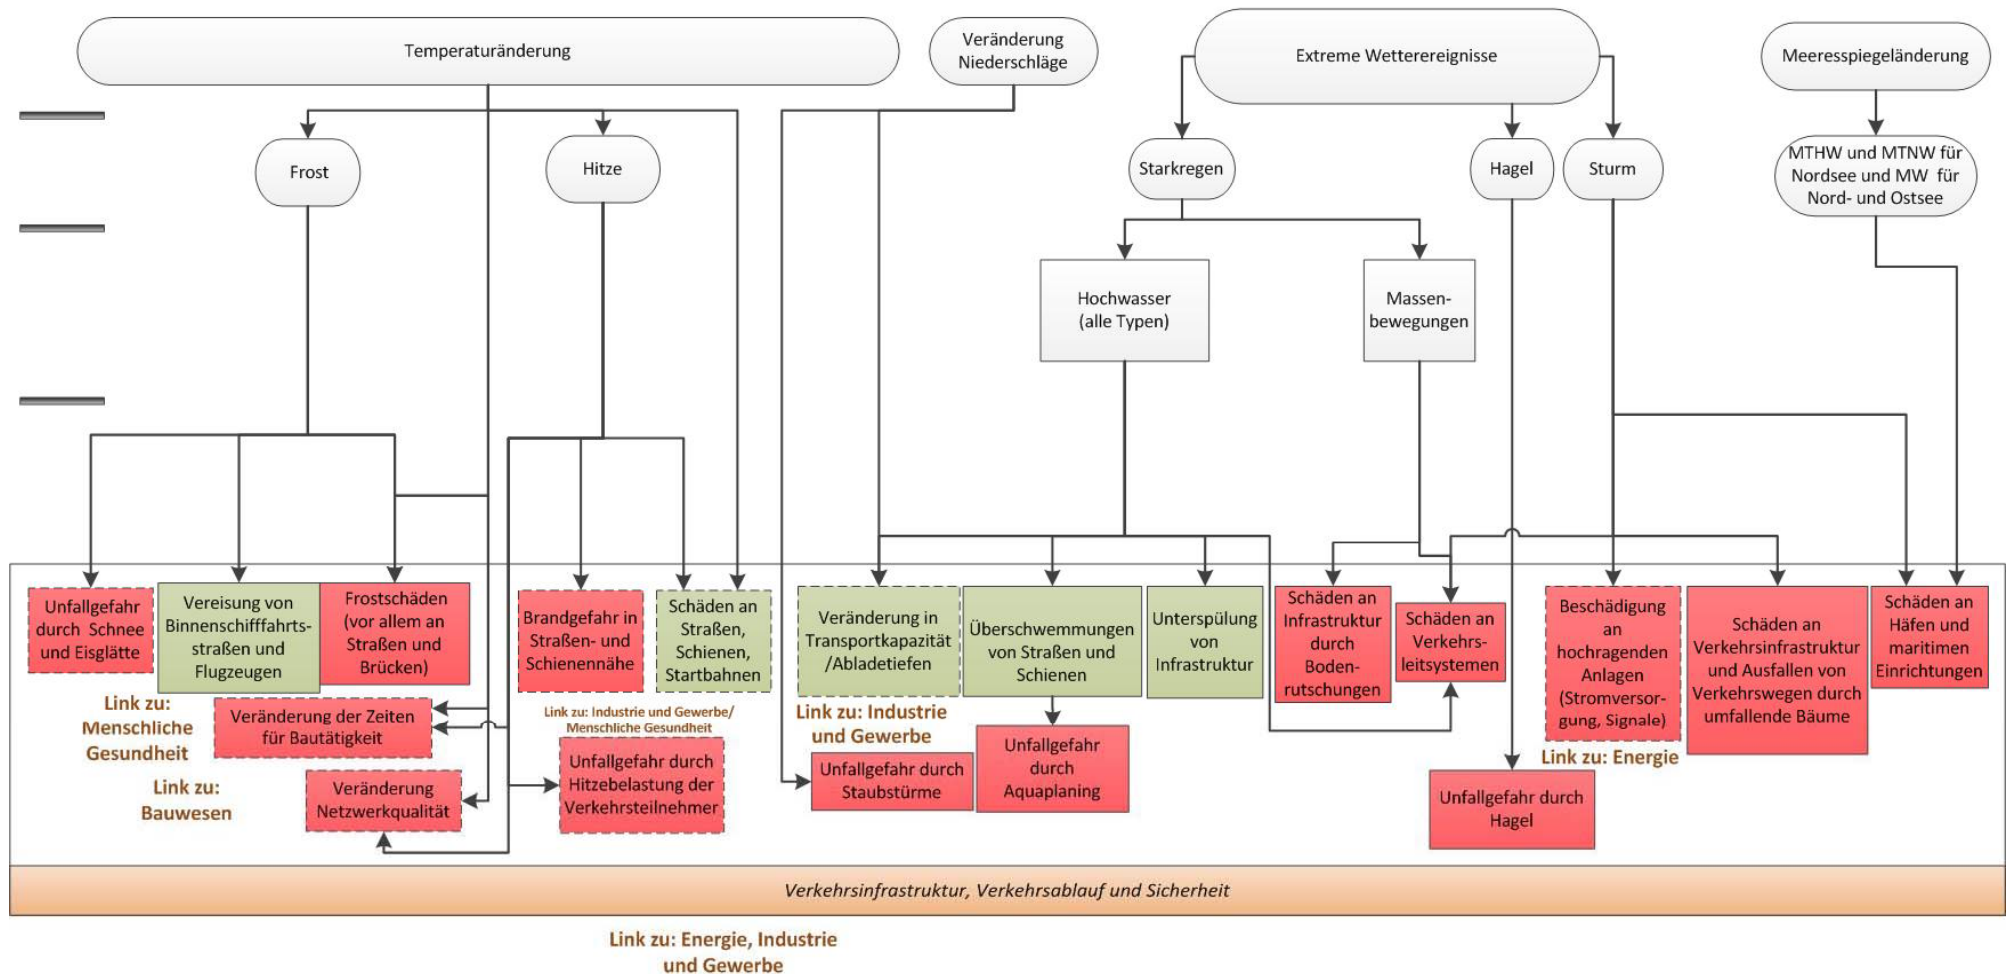 Temperaturänderung
Veränderung
Niederschläge
Extreme Wetterereignisse
Meeresspiegeländerung
Frost
Hitze
Starkregen
Hagel
Sturm
MTHW und MTNW für
Nordsee und MW für
Nord- und Ostsee
Hochwasser
(alle Typen)
Massen-
bewegungen
Unfallgefahr
durch Schnee
und Eisglätte
Vereisung von
Binnenschifffahrts-
straßen und
Flugzeugen
Frostschäden
(vor allem an
Straßen und
Brücken)
Brandgefahr in
Straßen- und
Schienennähe
Schäden an
Straßen,
Schienen,
Startbahnen
Veränderung in
Transportkapazität
/Abladetiefen
Überschwemmungen
von Straßen und
Schienen
Unterspülung
von
Infrastruktur
Schäden an
Infrastruktur
durch
Boden-
rutschungen
Schäden an
Verkehrs-
leitsystemen
Beschädigung
an
hochragenden
Anlagen
(Stromversor-
gung, Signale)
Schäden an
Verkehrsinfrastruktur
und Ausfallen von
Verkehrswegen durch
umfallende Bäume
Schäden an
Häfen und
maritimen
Einrichtungen
Link zu:
Menschliche
Gesundheit
Veränderung der Zeiten
für Bautätigkeit
Link zu: Industrie und Gewerbe/
Menschliche Gesundheit
Link zu: Industrie
und Gewerbe
Link zu: Energie
Link zu:
Bauwesen
Veränderung
Netzwerkqualität
Unfallgefahr durch
Hitzebelastung der
Verkehrsteilnehmer
Unfallgefahr durch
Staubstürme
Unfallgefahr
durch
Aquaplaning
Unfallgefahr durch
Hagel
Verkehrsinfrastruktur, Verkehrsablauf und Sicherheit
Link zu: Energie, Industrie
und Gewerbe